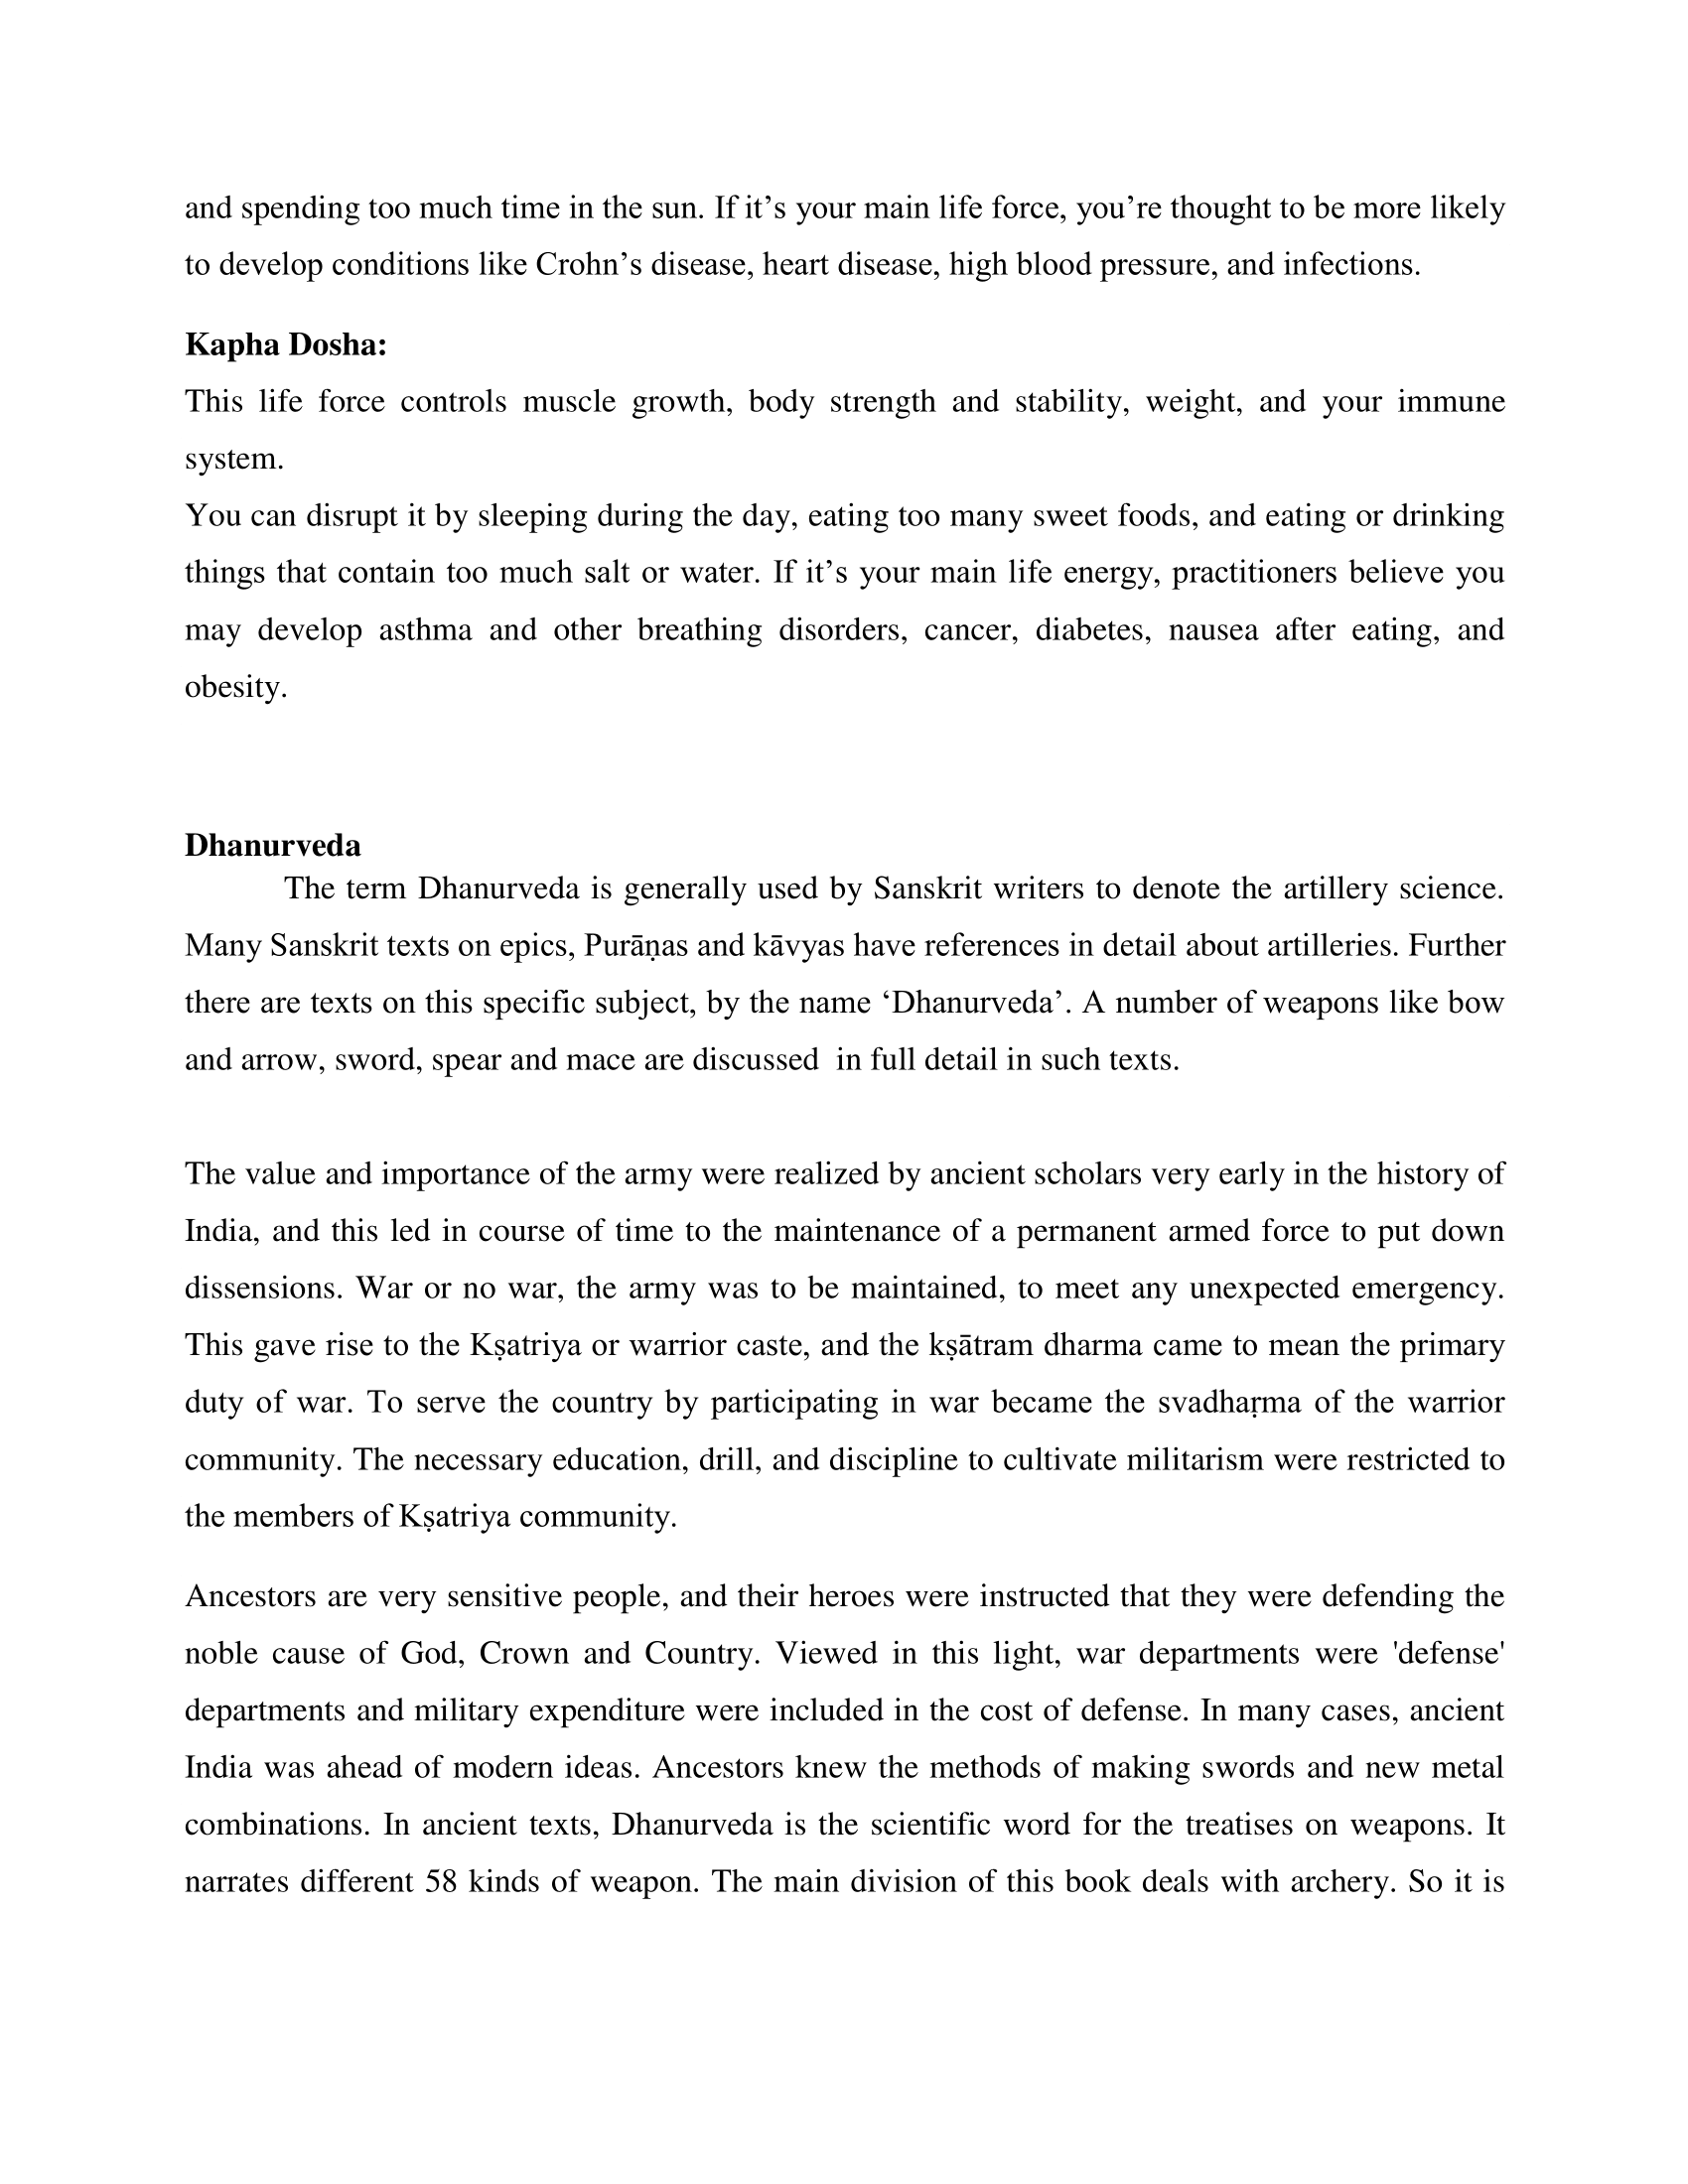 and spending too much time in the sun. If it’s your main life force, you’re thought to be more likely
to develop conditions like Crohn’s disease, heart disease, high blood pressure, and infections.
Kapha Dosha:
This life force controls muscle growth, body strength and stability, weight, and your immune
system.
You can disrupt it by sleeping during the day, eating too many sweet foods, and eating or drinking
things that contain too much salt or water. If it’s your main life energy, practitioners believe you
may develop asthma and other breathing disorders, cancer, diabetes, nausea after eating, and
obesity.
Dhanurveda
The term Dhanurveda is generally used by Sanskrit writers to denote the artillery science.
Many Sanskrit texts on epics, Purāṇas and kāvyas have references in detail about artilleries. Further
there are texts on this specific subject, by the name ‘Dhanurveda’. A number of weapons like bow
and arrow, sword, spear and mace are discussed  in full detail in such texts.
The value and importance of the army were realized by ancient scholars very early in the history of
India, and this led in course of time to the maintenance of a permanent armed force to put down
dissensions. War or no war, the army was to be maintained, to meet any unexpected emergency.
This gave rise to the Kṣatriya or warrior caste, and the kṣātram dharma came to mean the primary
duty of war. To serve the country by participating in war became the svadhaṛma of the warrior
community. The necessary education, drill, and discipline to cultivate militarism were restricted to
the members of Kṣatriya community.
Ancestors are very sensitive people, and their heroes were instructed that they were defending the
noble cause of God, Crown and Country. Viewed in this light, war departments were 'defense'
departments and military expenditure were included in the cost of defense. In many cases, ancient
India was ahead of modern ideas. Ancestors knew the methods of making swords and new metal
combinations. In ancient texts, Dhanurveda is the scientific word for the treatises on weapons. It
narrates different 58 kinds of weapon. The main division of this book deals with archery. So it is